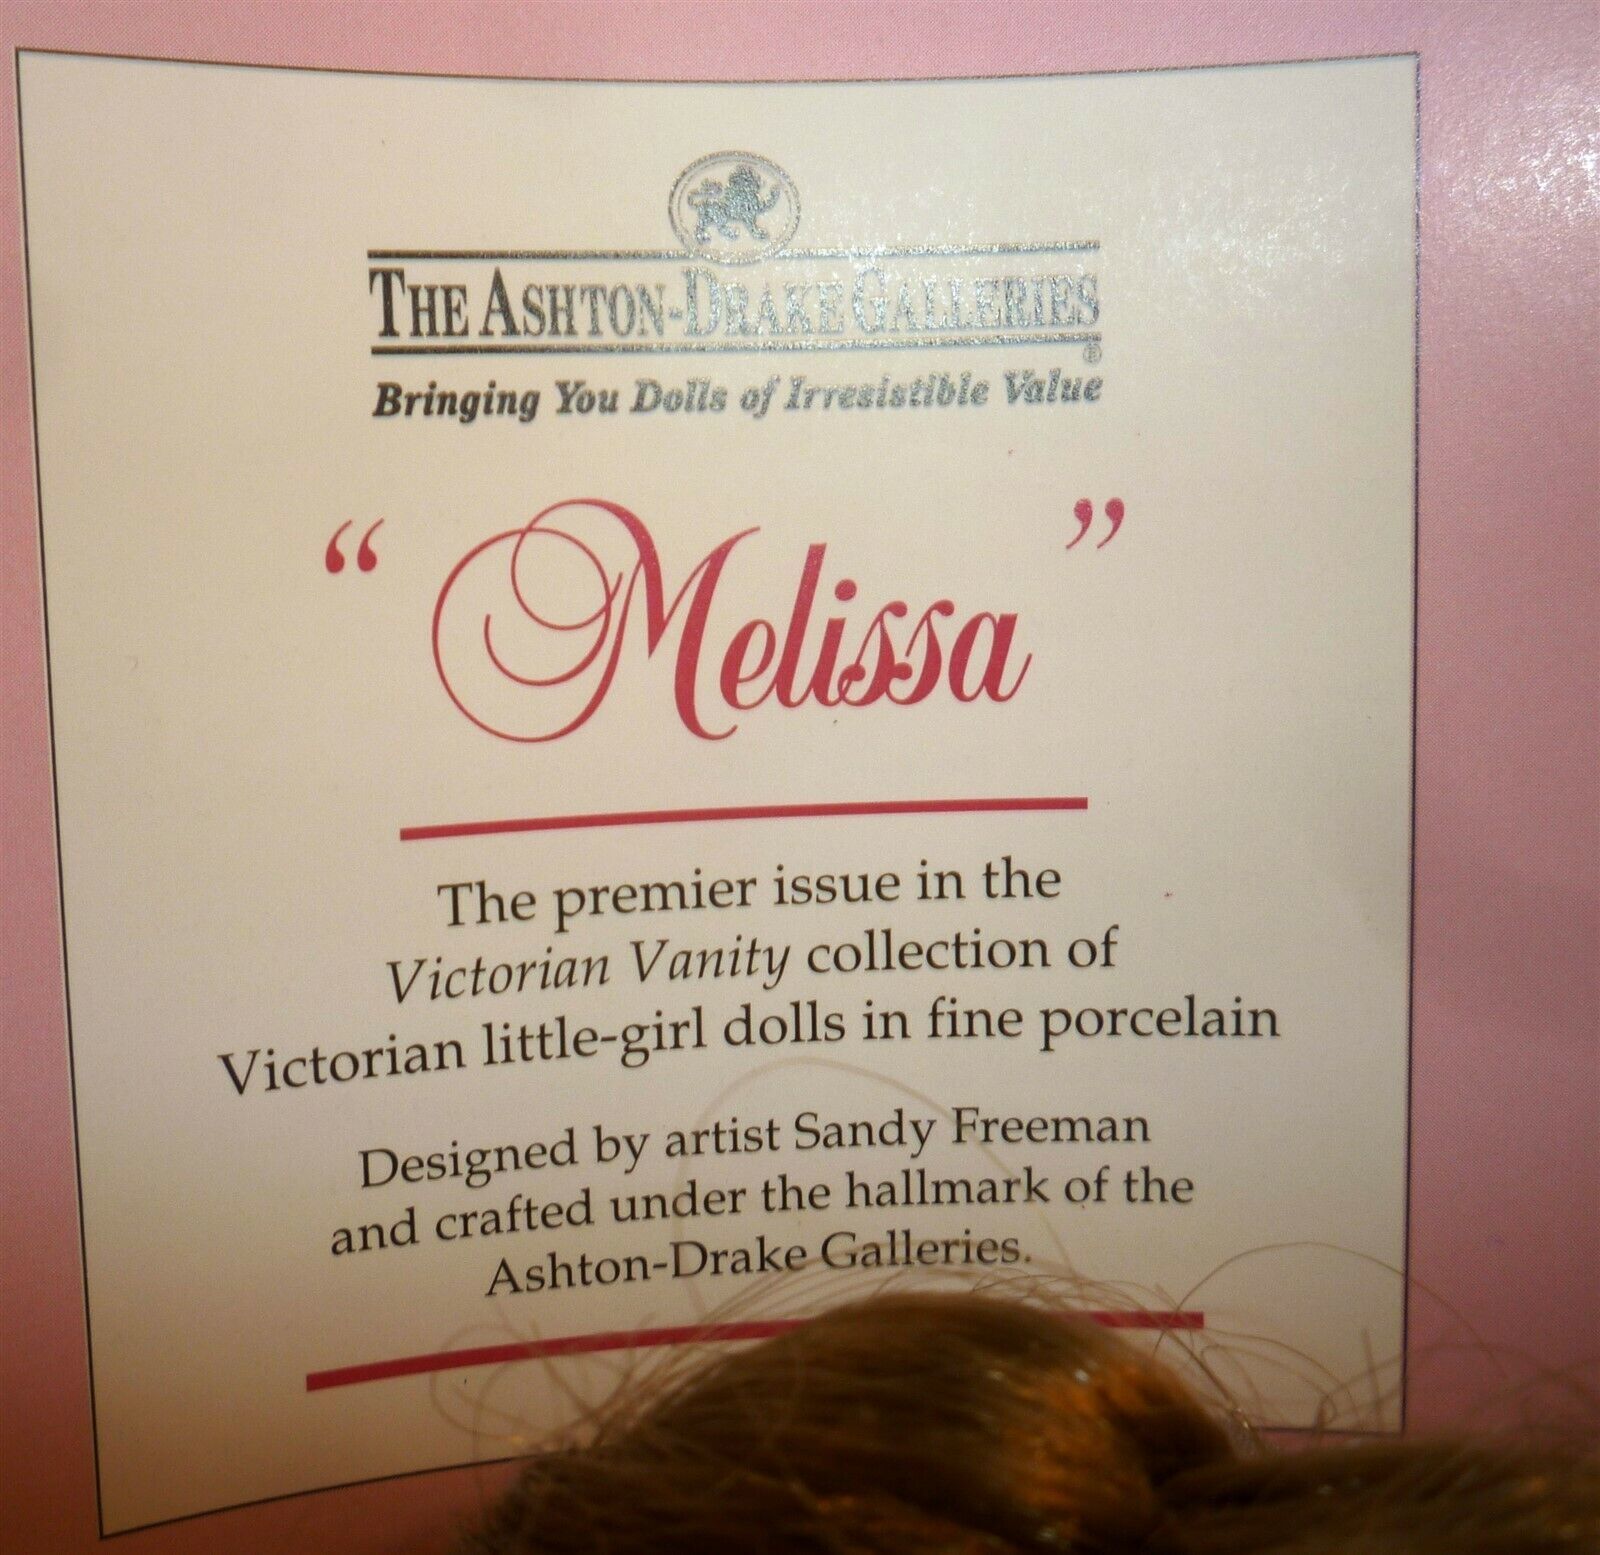 THE ASHTON-DRAKE GALLERIES
®
Bringing You Dolls of Irresistible Value
“Melissa”
The premier issue in the
Victorian Vanity collection of
Victorian little-girl dolls in fine porcelain
Designed by artist Sandy Freeman
and crafted under the hallmark of the
Ashton-Drake Galleries.